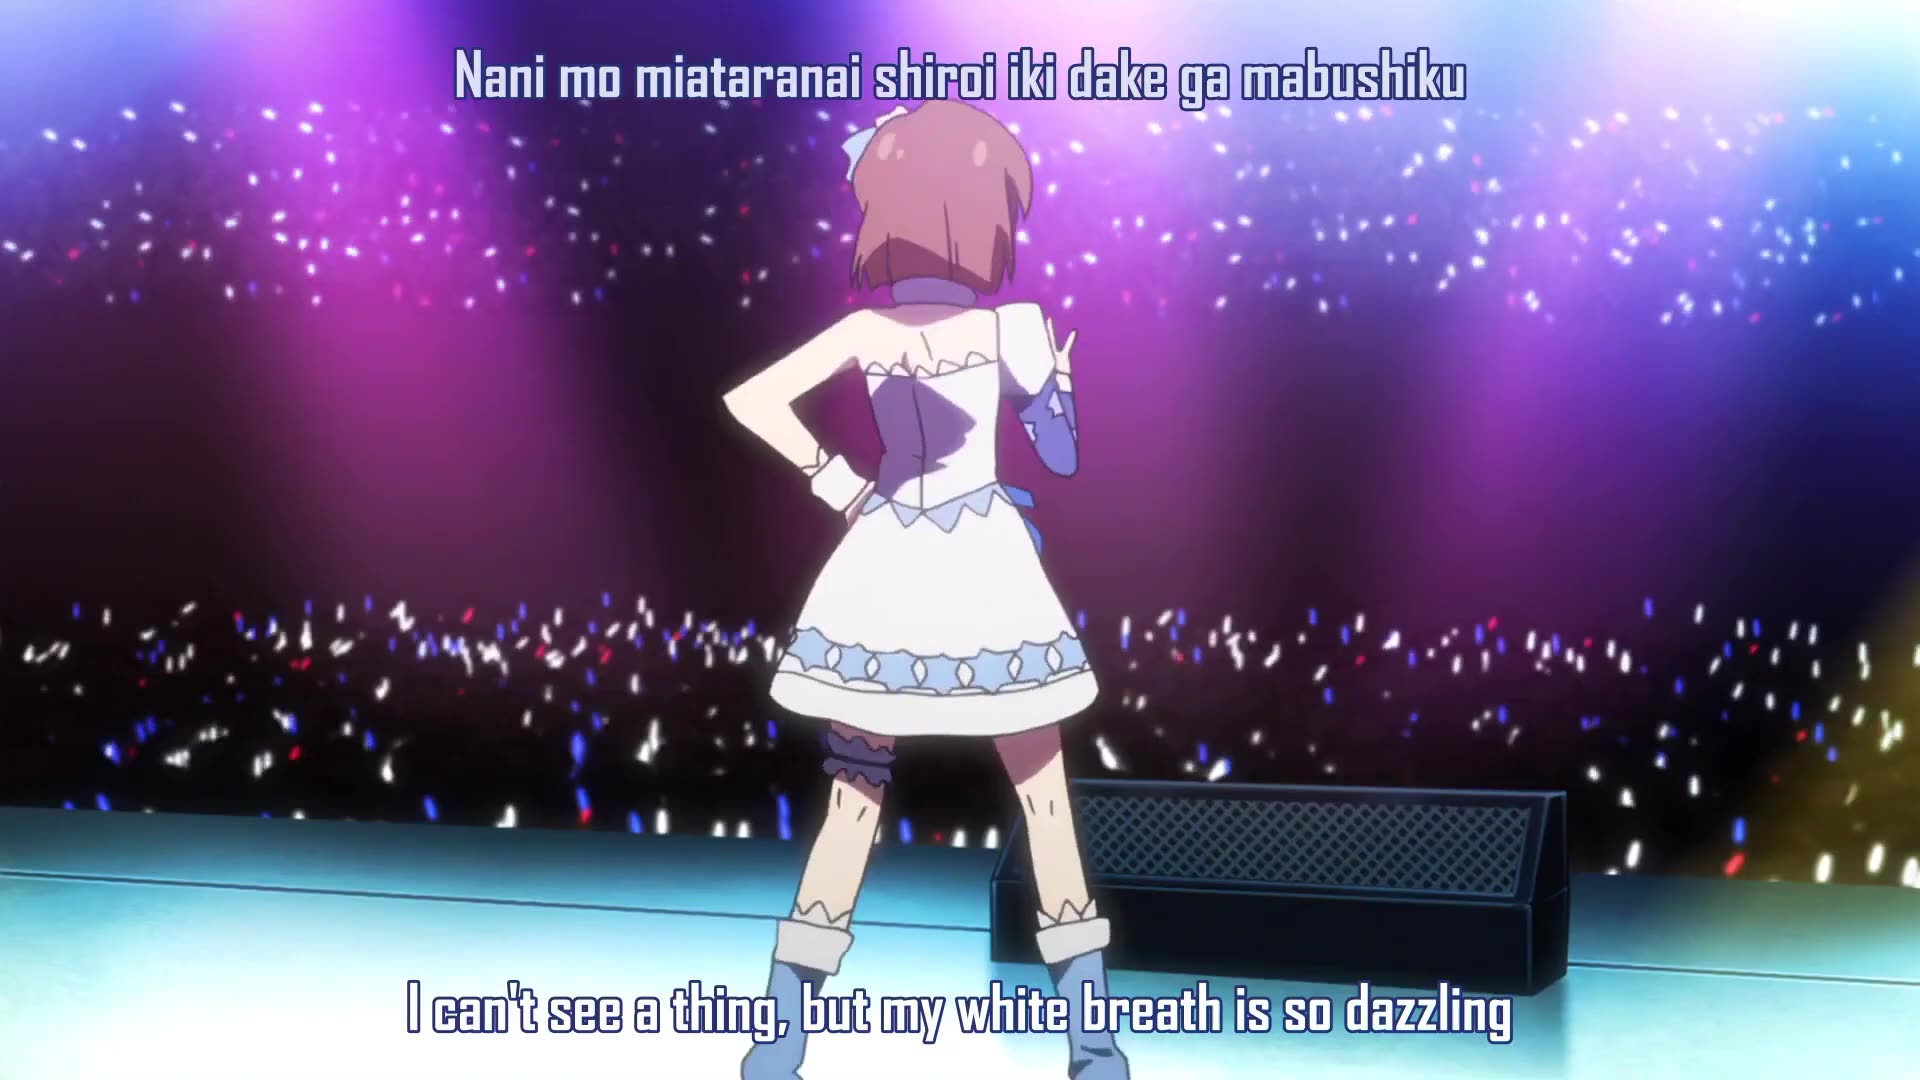 Nani mo miataranai shiroi iki dake ga mabushiku
I can't see a thing, but my white breath is so dazzling